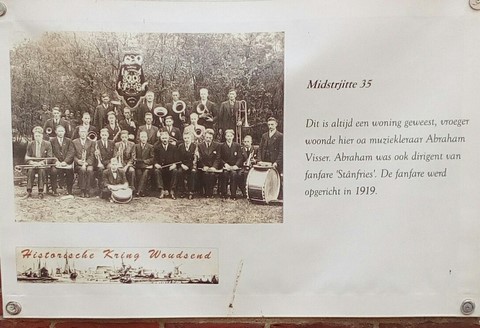 Midstrjitte 35
Dit is altijd een woning geweest, vroeger
woonde hier oa muziekleraar Abraham
Visser. Abraham was ook dirigent van
fanfare 'Stânfries'. De fanfare werd
opgericht in 1919.
Historische Kring Woudsend